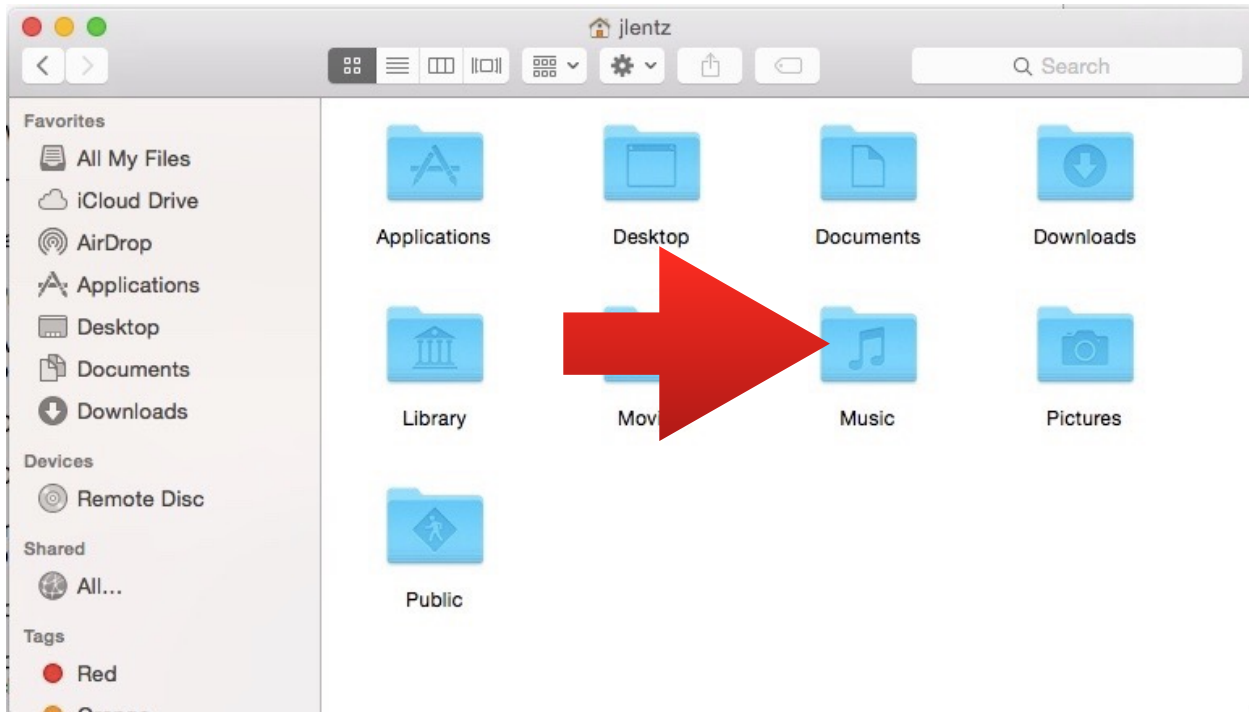 jlentz
Search
Favorites
All My Files
iCloud Drive
AirDrop
Applications
Desktop
Documents
Downloads
Devices
Remote Disc
Shared
All...
Tags
Red
Applications Desktop Documents Downloads
Library Music Pictures
Public